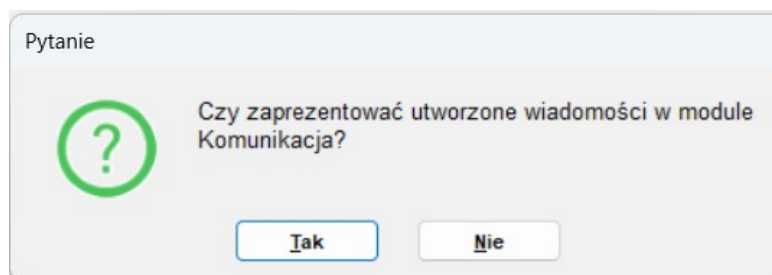 Pytanie
Czy zaprezentować utworzone wiadomości w module
Komunikacja?
Tak
Nie